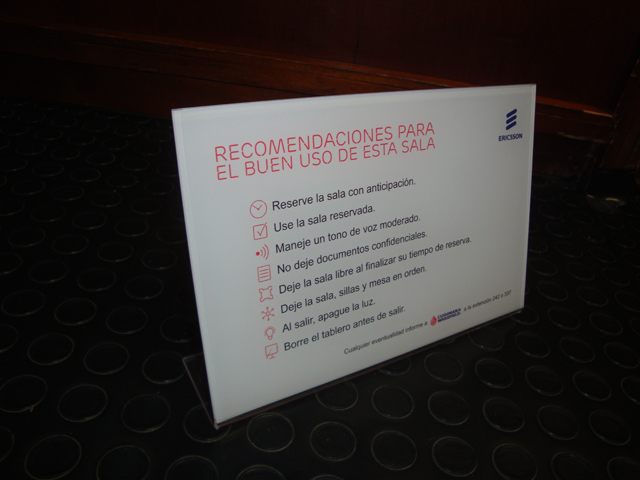 RECOMENDACIONES PARA
EL BUEN USO DE ESTA SALA
ERICSSON
Reserve la sala con anticipación.
Use la sala reservada.
Maneje un tono de voz moderado.
No deje documentos confidenciales.
Deje la sala libre al finalizar su tiempo de reserva.
Deje la sala, sillas y mesa en orden.
Al salir, apague la luz.
Borre el tablero antes de salir.
Cualquier eventualidad informe a a la extensión 240 o